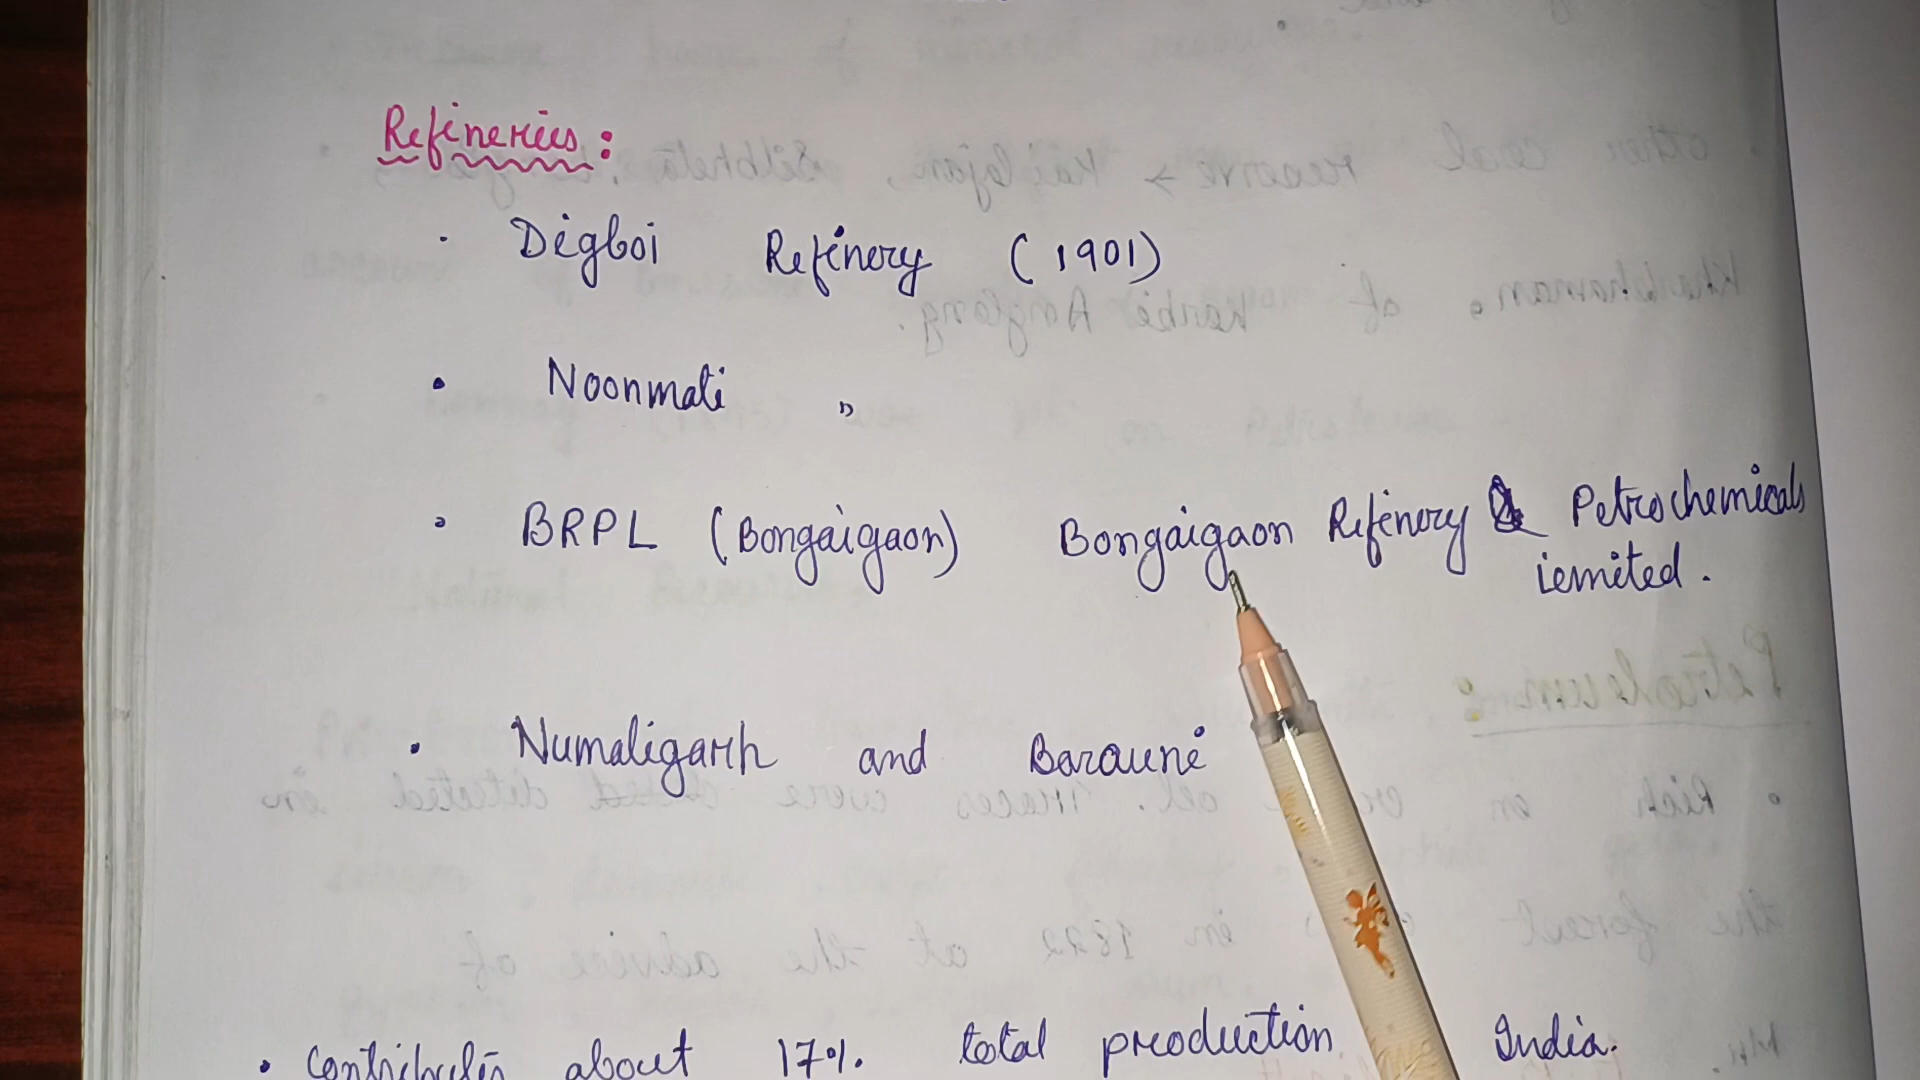 Refineries:
· Digboi Refinery (1901)
· Noonmati "
· BRPL (Bongaigaon) Bongaigaon Refinery & Petrochemicals
limited.
· Numaligarh and Barauni
· Contributes about 17% total production India.